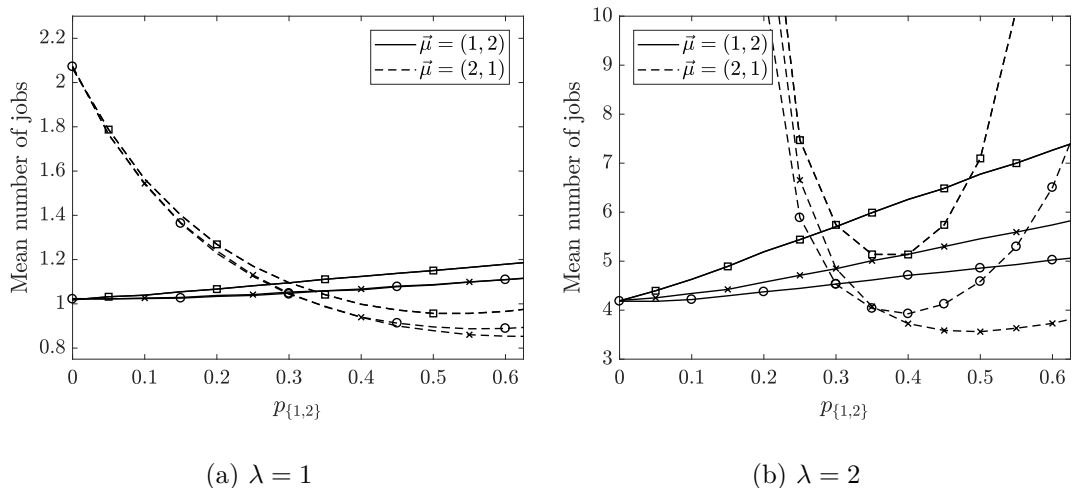 2.2
2
1.8
1.6
1.4
1.2
1
0.8
Mean number of jobs
μ⃗ = (1, 2)
μ⃗ = (2, 1)
0 0.1 0.2 0.3 0.4 0.5 0.6
p{1,2}
(a) λ = 1
10
9
8
7
6
5
4
3
Mean number of jobs
μ⃗ = (1, 2)
μ⃗ = (2, 1)
0 0.1 0.2 0.3 0.4 0.5 0.6
p{1,2}
(b) λ = 2